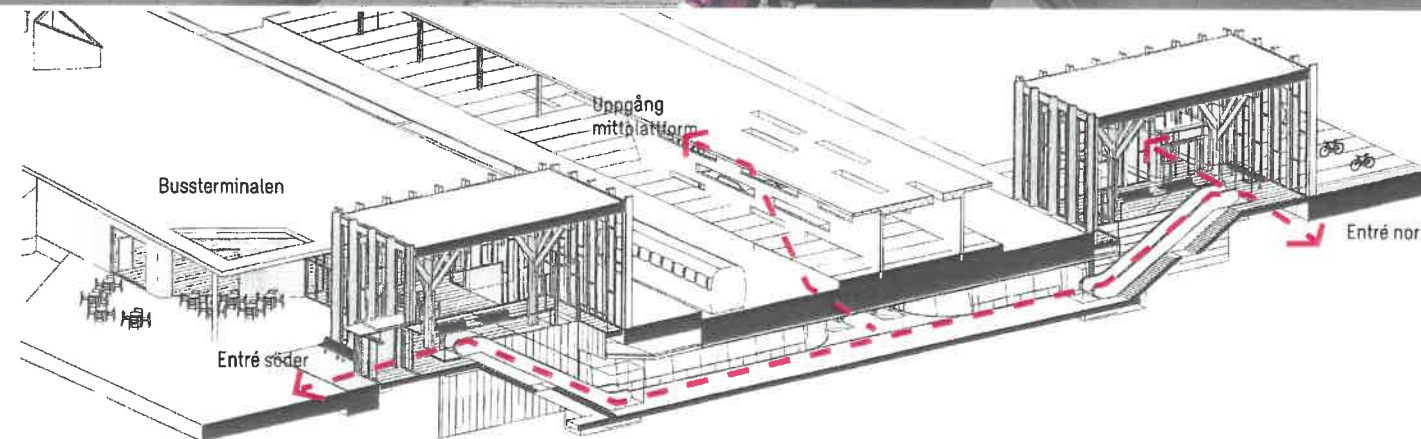 Uppgång
mittplattform
Bussterminalen
Entré söder
Entré nor